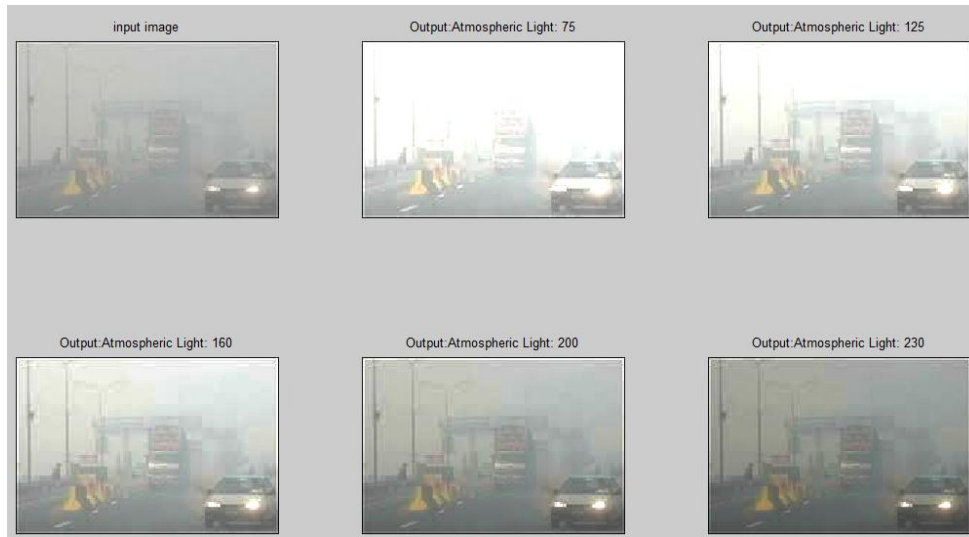 input image
Output:Atmospheric Light: 75
Output:Atmospheric Light: 125
Output:Atmospheric Light: 160
Output:Atmospheric Light: 200
Output:Atmospheric Light: 230